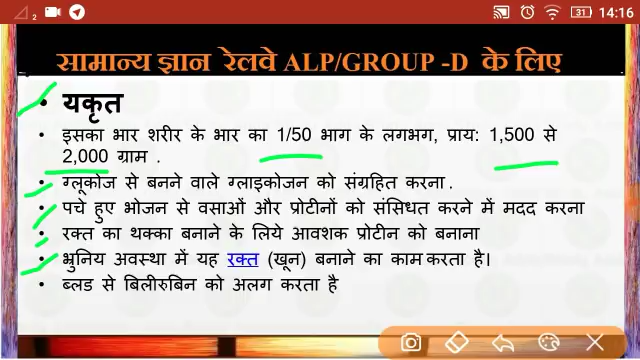 31 14:16
सामान्य ज्ञान रेलवे ALP/GROUP -D के लिए
• यकृत
• इसका भार शरीर के भार का 1/50 भाग के लगभग, प्राय: 1,500 से
2,000 ग्राम .
• ग्लूकोज से बनने वाले ग्लाइकोजन को संग्रहित करना .
• पचे हुए भोजन से वसाओं और प्रोटीनों को संसिधत करने में मदद करना
• रक्त का थक्का बनाने के लिये आवशक प्रोटीन को बनाना
• भ्रुनिय अवस्था में यह रक्त (खून) बनाने का काम करता है।
• ब्लड से बिलीरुबिन को अलग करता है